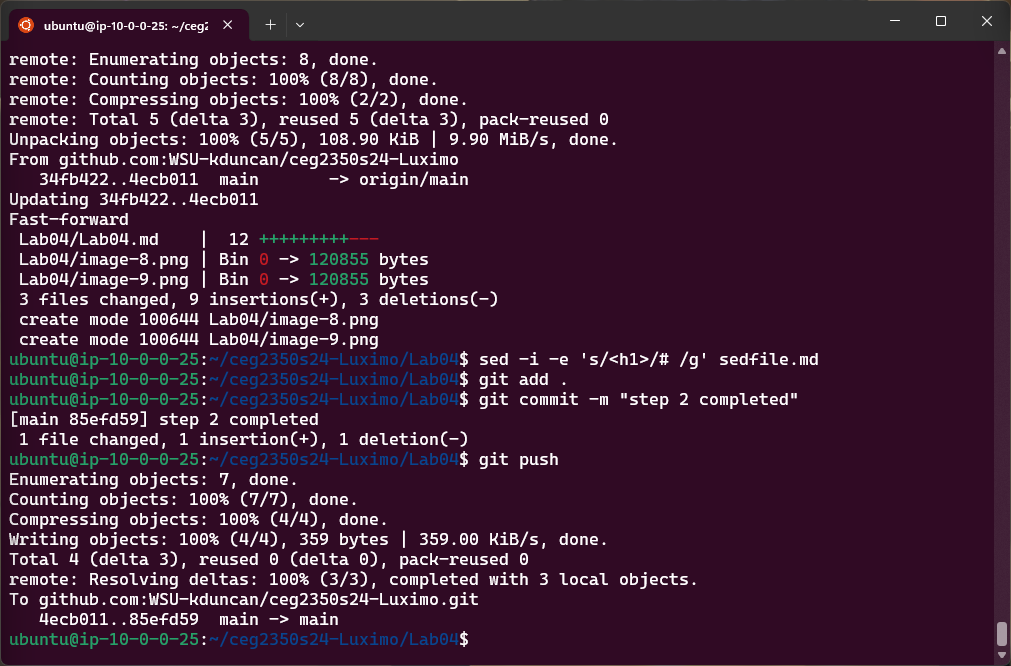 ubuntu@ip-10-0-0-25: ~/ceg2
remote: Enumerating objects: 8, done.
remote: Counting objects: 100% (8/8), done.
remote: Compressing objects: 100% (2/2), done.
remote: Total 5 (delta 3), reused 5 (delta 3), pack-reused 0
Unpacking objects: 100% (5/5), 108.90 KiB | 9.90 MiB/s, done.
From github.com:WSU-kduncan/ceg2350s24-Luximo
   34fb422..4ecb011  main       -> origin/main
Updating 34fb422..4ecb011
Fast-forward
 Lab04/Lab04.md    |  12 +++++++++---
 Lab04/image-8.png | Bin 0 -> 120855 bytes
 Lab04/image-9.png | Bin 0 -> 120855 bytes
 3 files changed, 9 insertions(+), 3 deletions(-)
 create mode 100644 Lab04/image-8.png
 create mode 100644 Lab04/image-9.png
ubuntu@ip-10-0-0-25:~/ceg2350s24-Luximo/Lab04$ sed -i -e 's/<h1>/# /g' sedfile.md
ubuntu@ip-10-0-0-25:~/ceg2350s24-Luximo/Lab04$ git add .
ubuntu@ip-10-0-0-25:~/ceg2350s24-Luximo/Lab04$ git commit -m "step 2 completed"
[main 85efd59] step 2 completed
 1 file changed, 1 insertion(+), 1 deletion(-)
ubuntu@ip-10-0-0-25:~/ceg2350s24-Luximo/Lab04$ git push
Enumerating objects: 7, done.
Counting objects: 100% (7/7), done.
Compressing objects: 100% (4/4), done.
Writing objects: 100% (4/4), 359 bytes | 359.00 KiB/s, done.
Total 4 (delta 3), reused 0 (delta 0), pack-reused 0
remote: Resolving deltas: 100% (3/3), completed with 3 local objects.
To github.com:WSU-kduncan/ceg2350s24-Luximo.git
   4ecb011..85efd59  main -> main
ubuntu@ip-10-0-0-25:~/ceg2350s24-Luximo/Lab04$